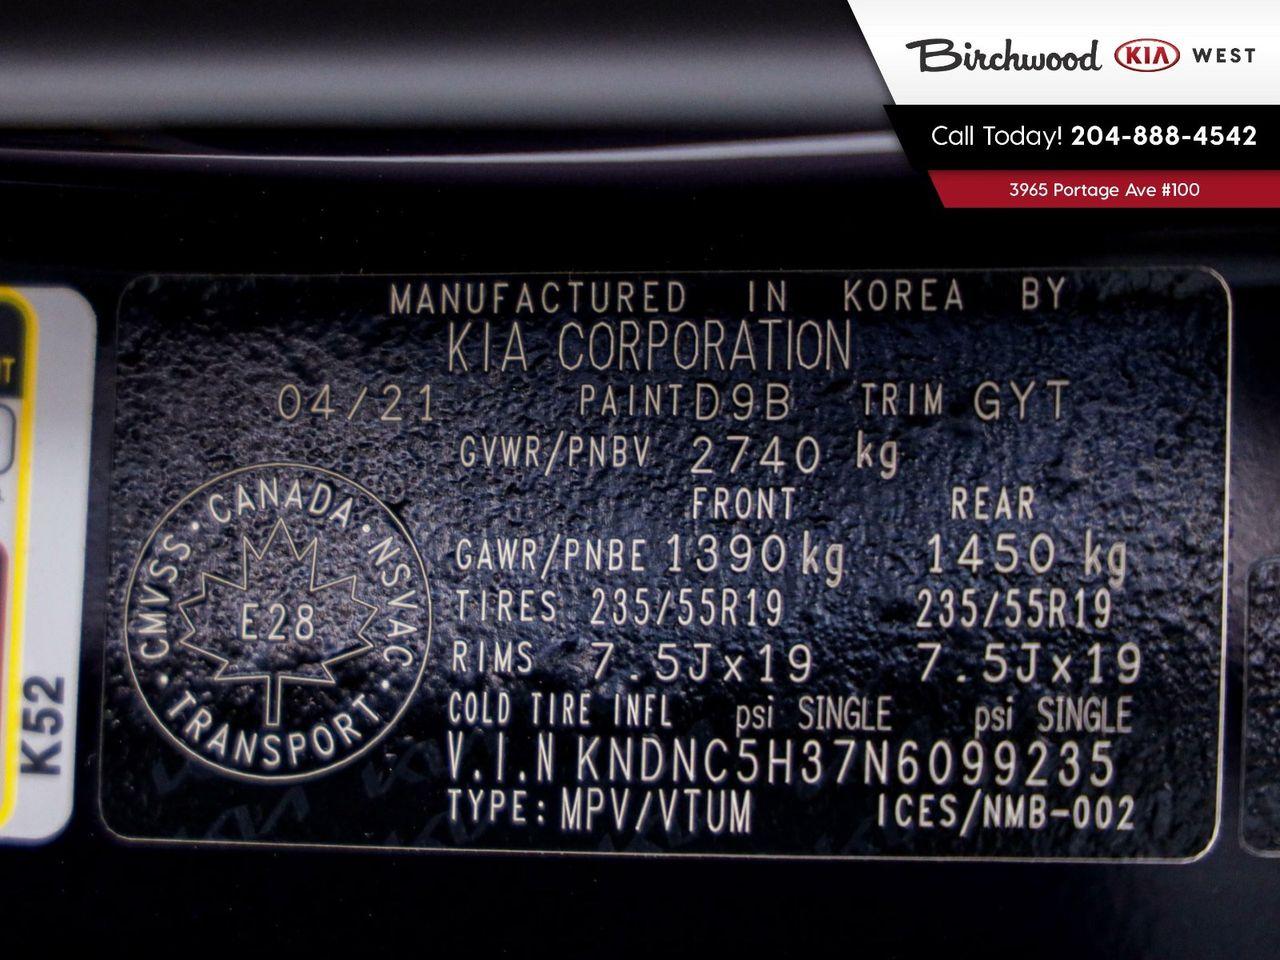 Birchwood KIA WEST
Call Today! 204-888-4542
3965 Portage Ave #100
MANUFACTURED IN KOREA BY
KIA CORPORATION
04/21 PAINT D9B TRIM GYT
GVWR/PNBV 2740 kg
FRONT REAR
GAWR/PNBE 1390 kg 1450 kg
TIRES 235/55R19 235/55R19
RIMS 7.5Jx19 7.5Jx19
COLD TIRE INFL psi SINGLE psi SINGLE
V.I.N KNDNC5H37N6099235
TYPE: MPV/VTUM ICES/NMB-002
CMVSS · CANADA · NSVAC
E28
· TRANSPORT ·
K52